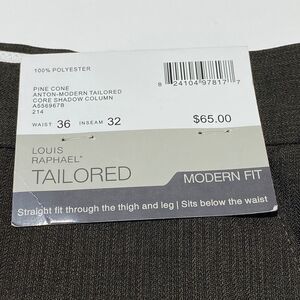 100% POLYESTER
PINE CONE
ANTON-MODERN TAILORED
CORE SHADOW COLUMN
A556967B
214
WAIST 36 INSEAM 32
8 24104 97817 7
$65.00
LOUIS
RAPHAEL
TAILORED
MODERN FIT
Straight fit through the thigh and leg | Sits below the waist